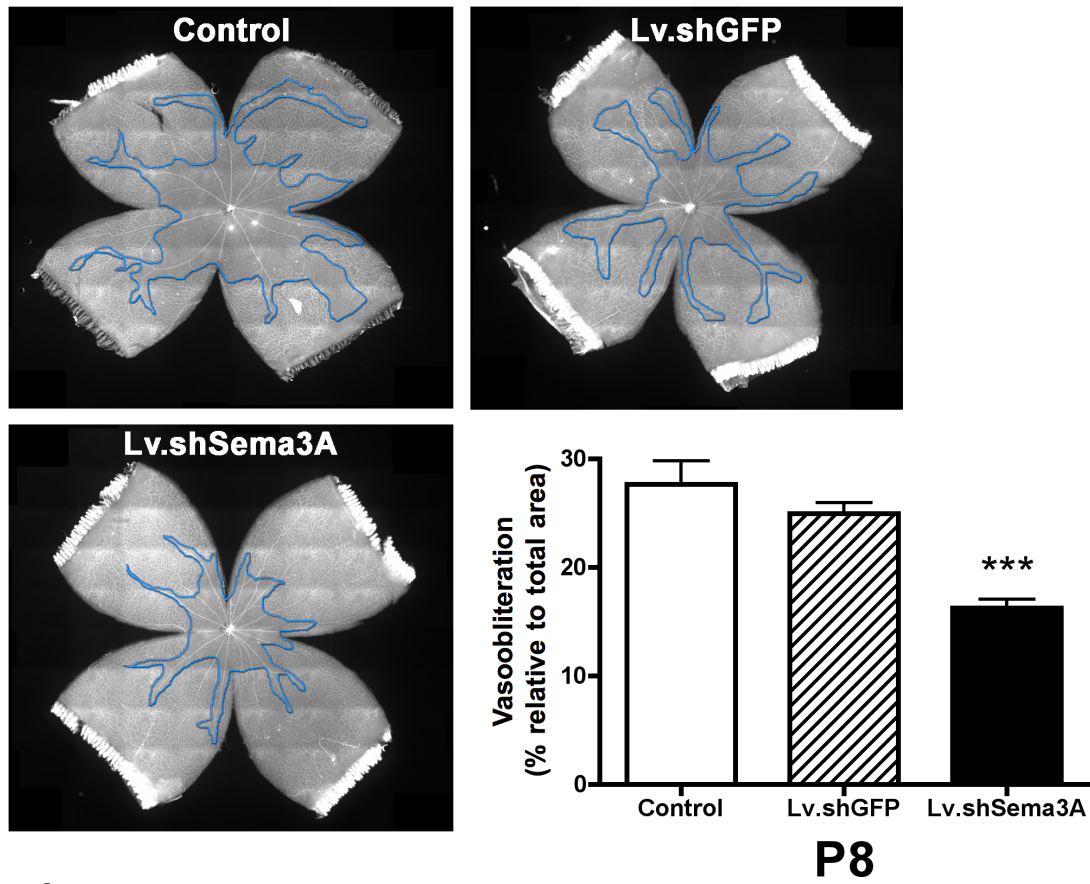 Control
Lv.shGFP
Lv.shSema3A
Vasoobliteration
(% relative to total area)
30
20
10
0
***
Control
Lv.shGFP
Lv.shSema3A
P8